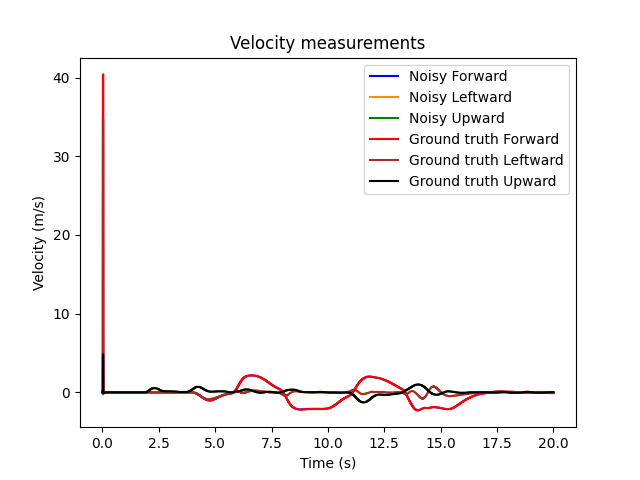 Velocity measurements
40
30
20
10
0
Velocity (m/s)
Noisy Forward
Noisy Leftward
Noisy Upward
Ground truth Forward
Ground truth Leftward
Ground truth Upward
0.0 2.5 5.0 7.5 10.0 12.5 15.0 17.5 20.0
Time (s)